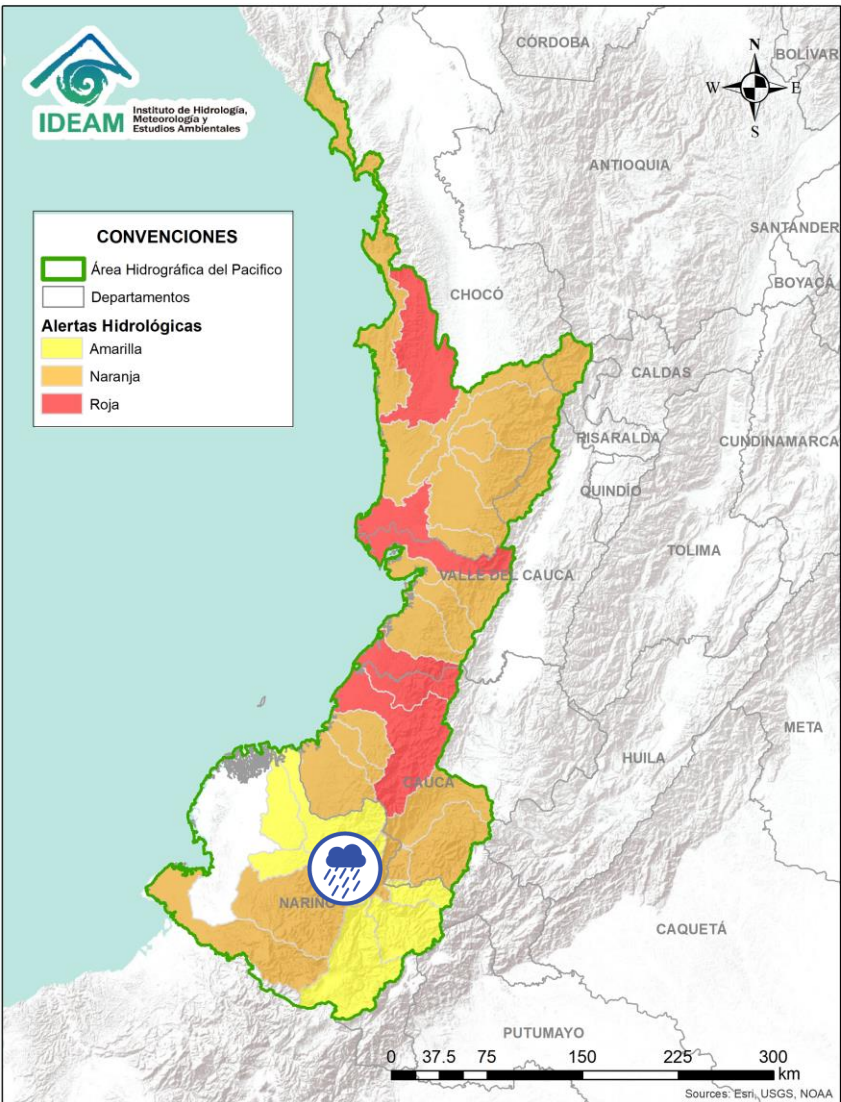 IDEAM
Instituto de Hidrología,
Meteorología y
Estudios Ambientales
N
W
E
S
CÓRDOBA
BOLÍVAR
ANTIOQUIA
SANTANDER
BOYACÁ
CHOCÓ
CALDAS
RISARALDA
CUNDINAMARCA
QUINDÍO
TOLIMA
VALLE DEL CAUCA
META
HUILA
CAUCA
NARIÑO
CAQUETÁ
PUTUMAYO
CONVENCIONES
Área Hidrográfica del Pacifico
Departamentos
Alertas Hidrológicas
Amarilla
Naranja
Roja
0 37.5 75 150 225 300
km
Sources: Esri, USGS, NOAA